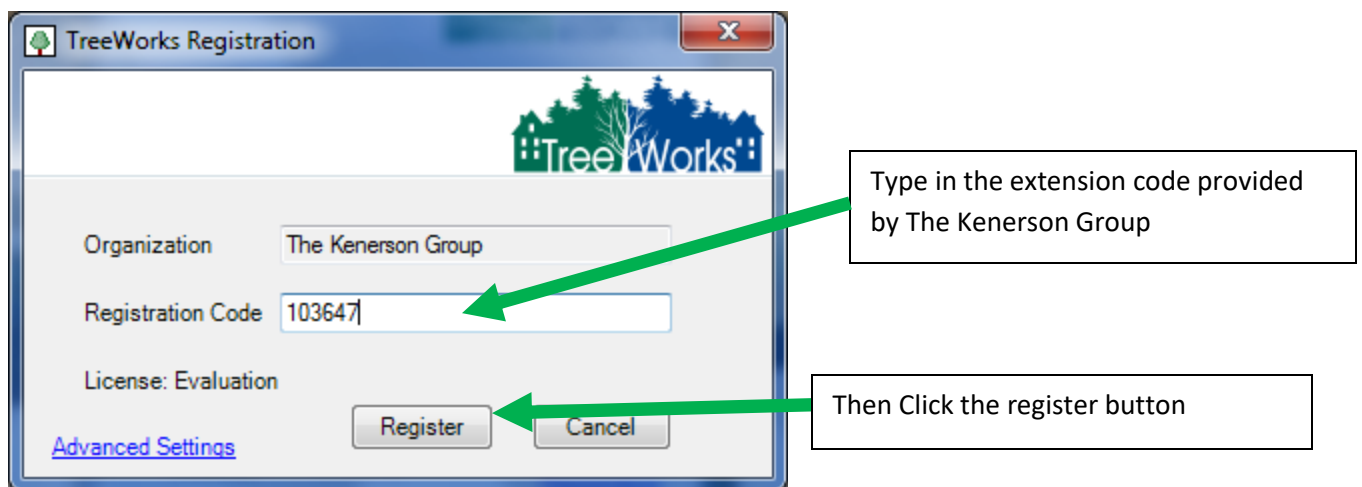 TreeWorks Registration
TreeWorks
Type in the extension code provided
by The Kenerson Group
Organization The Kenerson Group
Registration Code 103647
License: Evaluation
Then Click the register button
Register Cancel
Advanced Settings